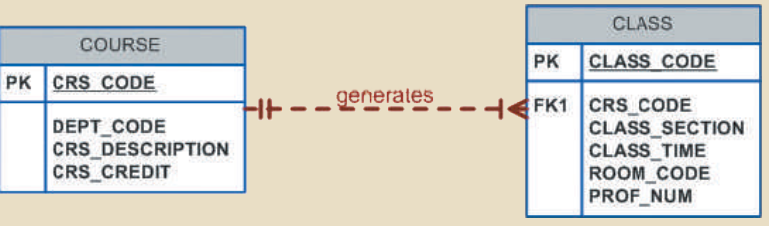 COURSE
PK CRS_CODE
DEPT_CODE
CRS_DESCRIPTION
CRS_CREDIT
generates
CLASS
PK CLASS_CODE
FK1 CRS_CODE
CLASS_SECTION
CLASS_TIME
ROOM_CODE
PROF_NUM